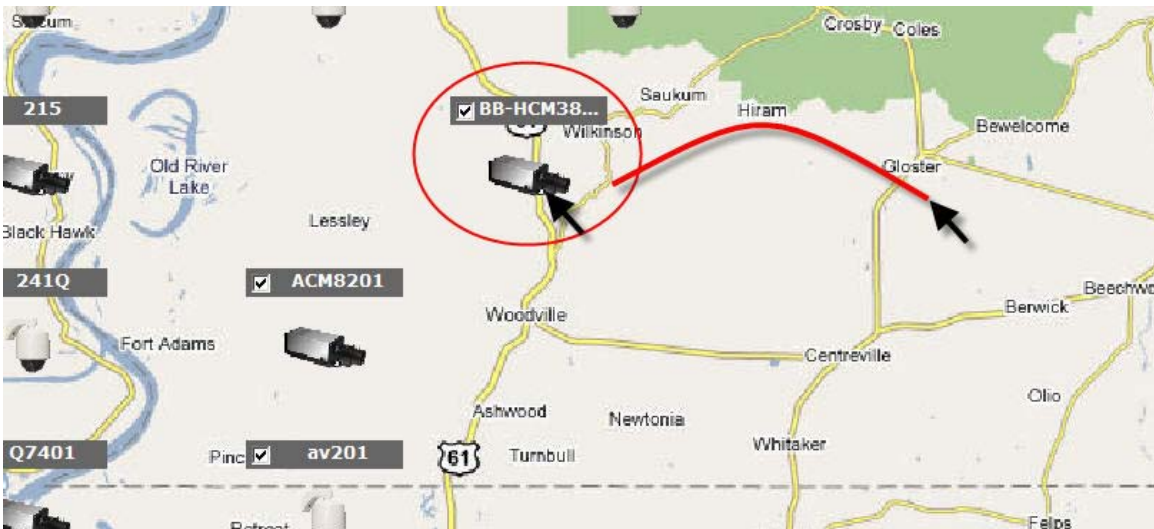 Crosby
Coles
215
BB-HCM38...
Saukum
Hiram
Wilkinson
Bewelcome
Old River
Lake
Gloster
Lessley
Black Hawk
241Q
ACM8201
Beechwo
Berwick
Woodville
Fort Adams
Centreville
Olio
Ashwood
Newtonia
Whitaker
Q7401
Pinc
av201
61
Turnbull
Retreat
Felps